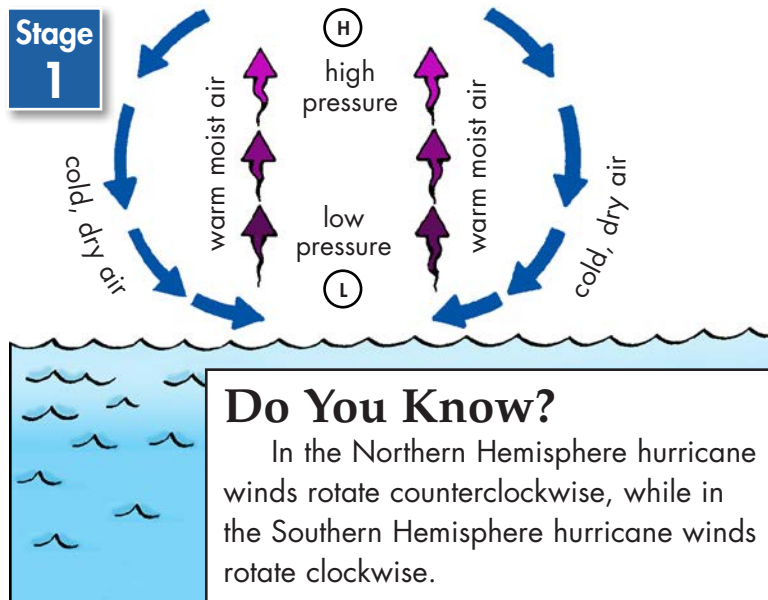 Stage
1
H
high
pressure
warm moist air
warm moist air
cold, dry air
cold, dry air
low
pressure
L
Do You Know?
In the Northern Hemisphere hurricane
winds rotate counterclockwise, while in
the Southern Hemisphere hurricane winds
rotate clockwise.